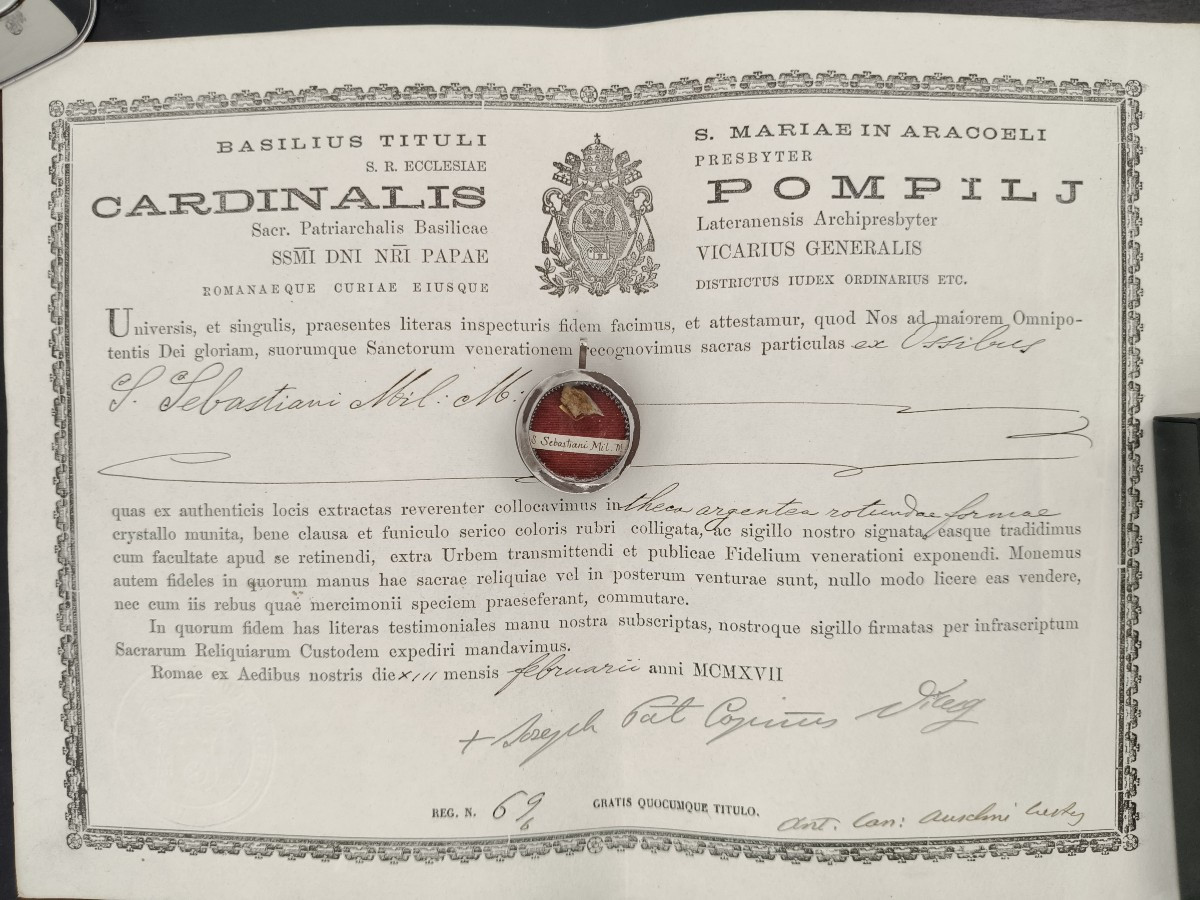 BASILIUS TITULI
S. R. ECCLESIAE
CARDINALIS
Sacr. Patriarchalis Basilicae
SSM̅I DNI NR̅I PAPAE
ROMANAEQUE CURIAE EIUSQUE
S. MARIAE IN ARACOELI
PRESBYTER
POMPILJ
Lateranensis Archipresbyter
VICARIUS GENERALIS
DISTRICTUS IUDEX ORDINARIUS ETC.
Universis, et singulis, praesentes literas inspecturis fidem facimus, et attestamur, quod Nos ad maiorem Omnipo-
tentis Dei gloriam, suorumque Sanctorum venerationem recognovimus sacras particulas ex Ossibus
S. Sebastiani Mil: M:
S. Sebastiani Mil. M.
quas ex authenticis locis extractas reverenter collocavimus in theca argentea rotundae formae
crystallo munita, bene clausa et funiculo serico coloris rubri colligata, ac sigillo nostro signata, easque tradidimus
cum facultate apud se retinendi, extra Urbem transmittendi et publicae Fidelium venerationi exponendi. Monemus
autem fideles in quorum manus hae sacrae reliquiae vel in posterum venturae sunt, nullo modo licere eas vendere,
nec cum iis rebus quae mercimonii speciem praeseferant, commutare.
In quorum fidem has literas testimoniales manu nostra subscriptas, nostroque sigillo firmatas per infrascriptum
Sacrarum Reliquiarum Custodem expediri mandavimus.
Romae ex Aedibus nostris die XIII mensis februarii anni MCMXVII
+ Joseph Pat
REG. N. 69/6
GRATIS QUOCUMQUE TITULO.
Ant. Can: